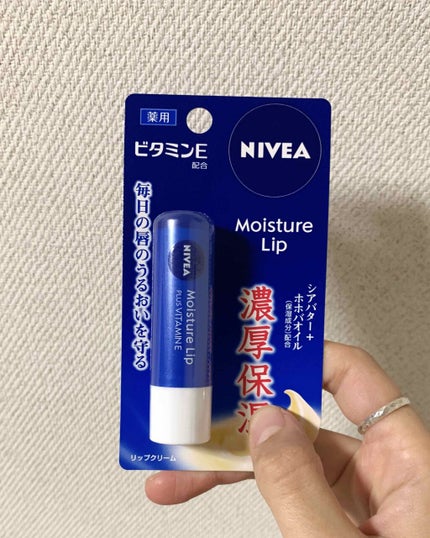 薬用
ビタミンE
配合
NIVEA
Moisture
Lip
毎日の唇のうるおいを守る
NIVEA
Moisture Lip
PLUS VITAMIN E
シアバター+
ホホバオイル
(保湿成分)配合
濃厚保湿
リップクリーム